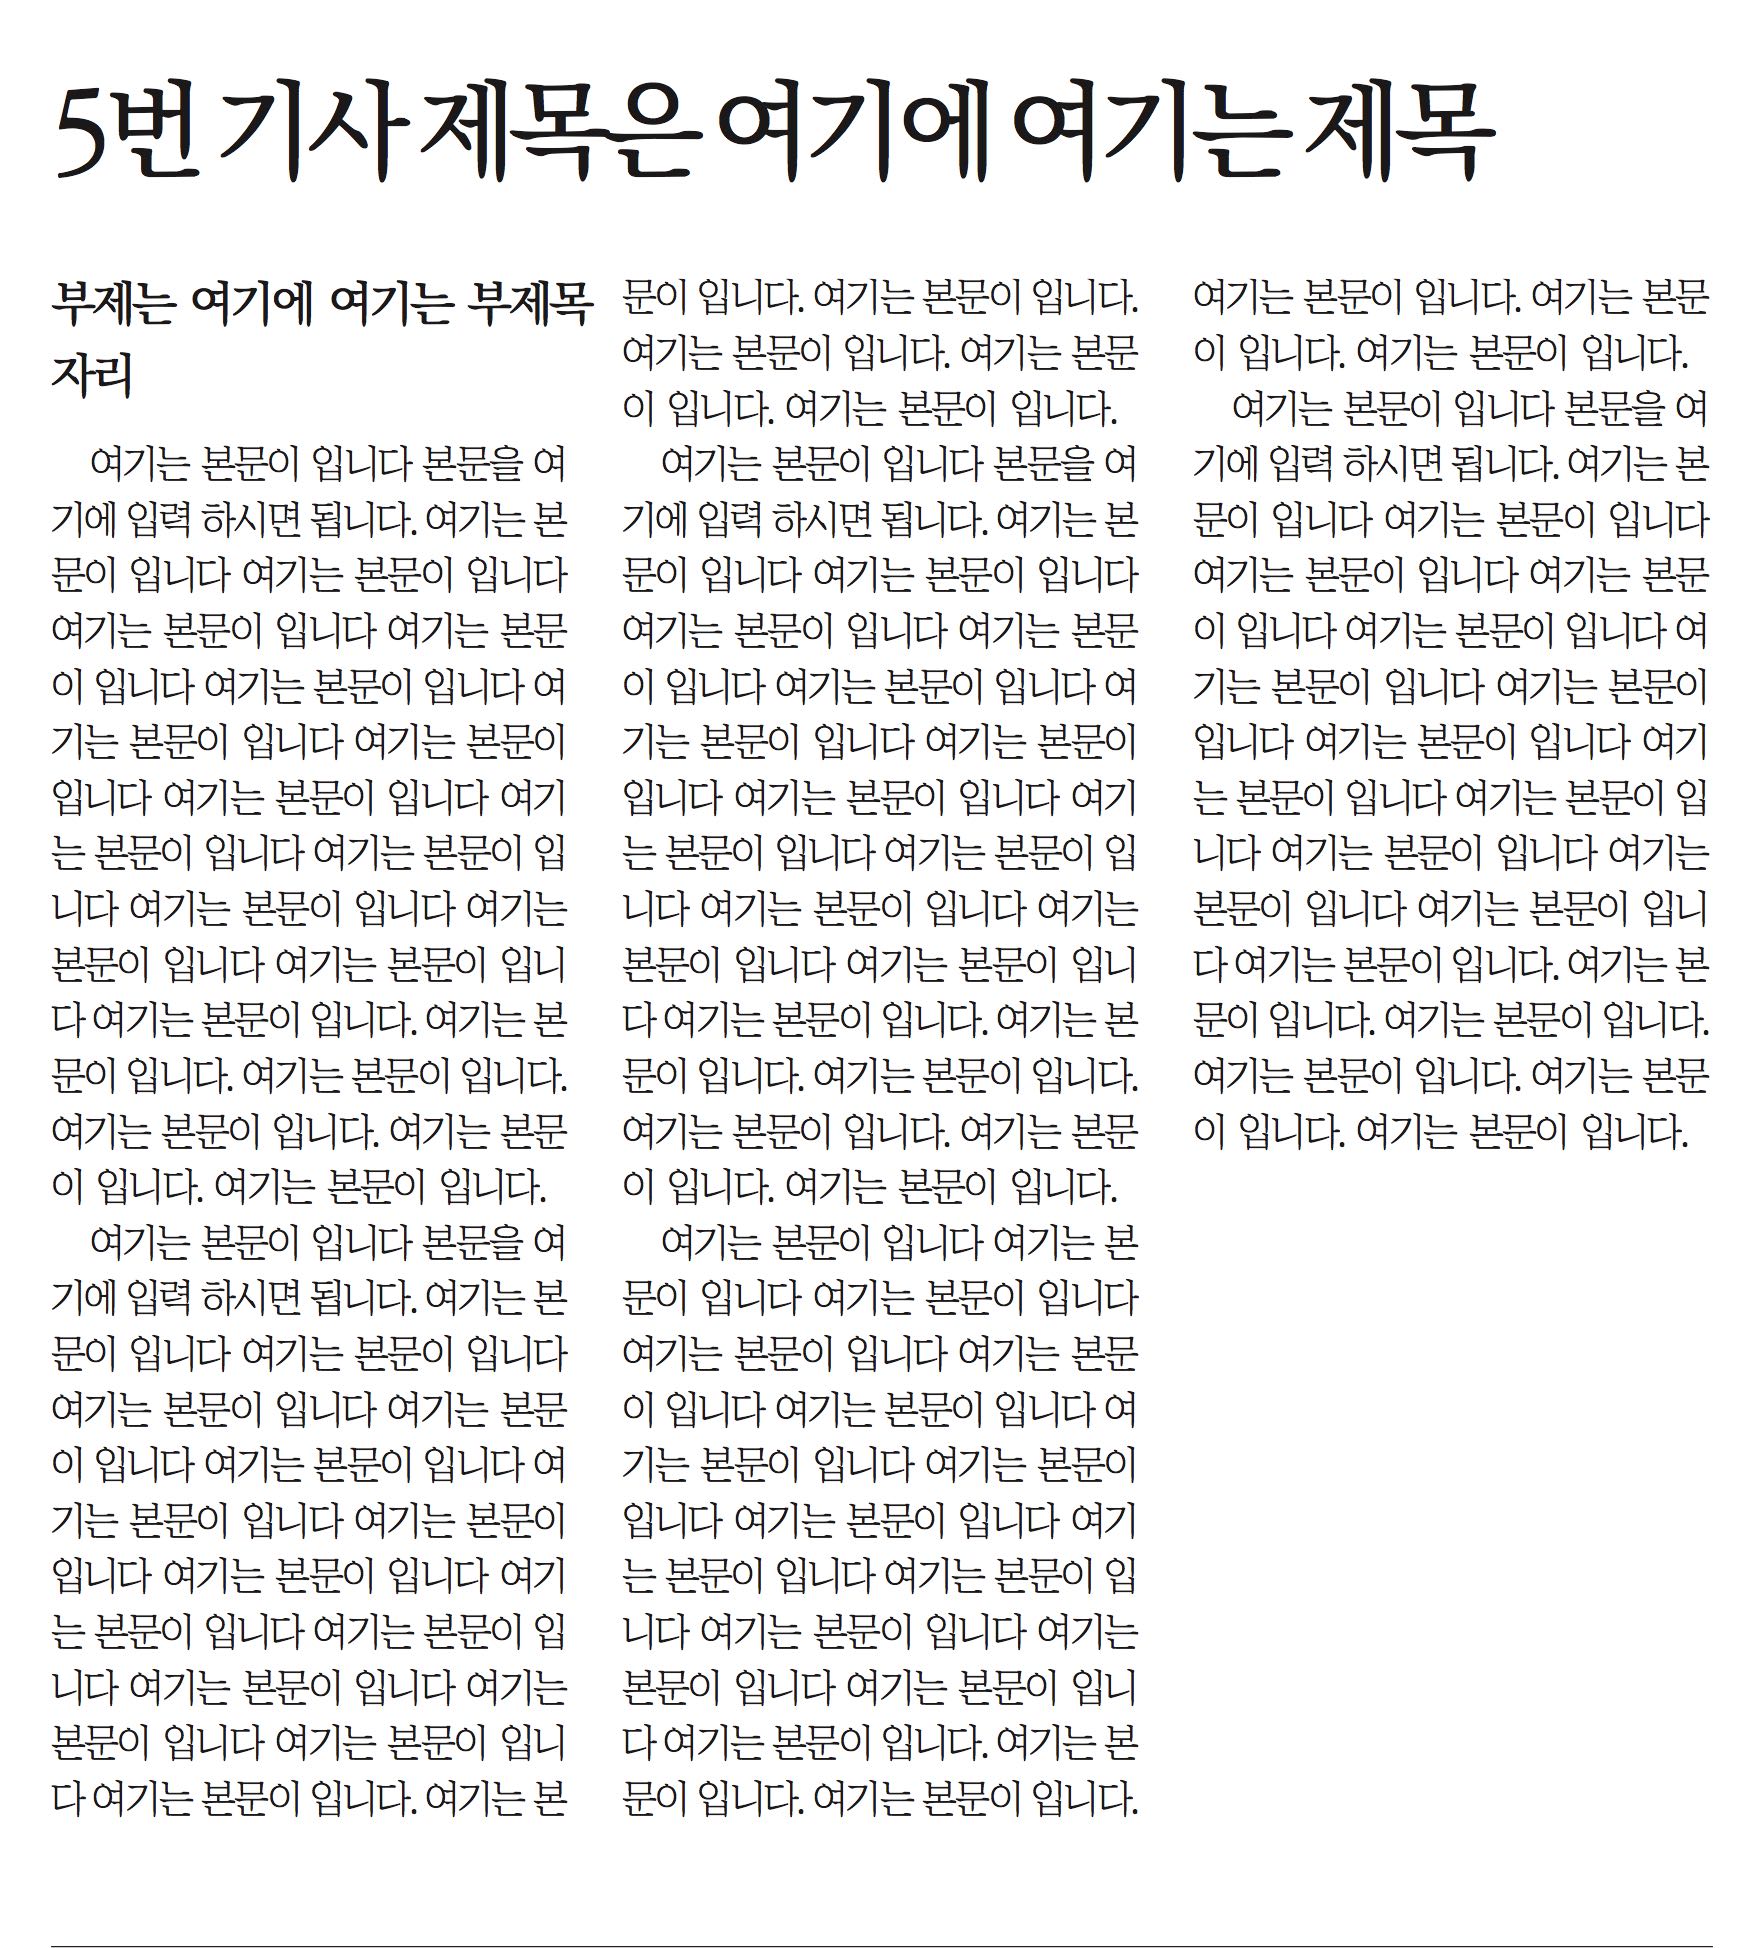 5번 기사 제목은 여기에 여기는 제목
부제는 여기에 여기는 부제목
자리
여기는 본문이 입니다 본문을 여
기에 입력 하시면 됩니다. 여기는 본
문이 입니다 여기는 본문이 입니다
여기는 본문이 입니다 여기는 본문
이 입니다 여기는 본문이 입니다 여
기는 본문이 입니다 여기는 본문이
입니다 여기는 본문이 입니다 여기
는 본문이 입니다 여기는 본문이 입
니다 여기는 본문이 입니다 여기는
본문이 입니다 여기는 본문이 입니
다 여기는 본문이 입니다. 여기는 본
문이 입니다. 여기는 본문이 입니다.
여기는 본문이 입니다. 여기는 본문
이 입니다. 여기는 본문이 입니다.
여기는 본문이 입니다 본문을 여
기에 입력 하시면 됩니다. 여기는 본
문이 입니다 여기는 본문이 입니다
여기는 본문이 입니다 여기는 본문
이 입니다 여기는 본문이 입니다 여
기는 본문이 입니다 여기는 본문이
입니다 여기는 본문이 입니다 여기
는 본문이 입니다 여기는 본문이 입
니다 여기는 본문이 입니다 여기는
본문이 입니다 여기는 본문이 입니
다 여기는 본문이 입니다. 여기는 본
문이 입니다. 여기는 본문이 입니다.
여기는 본문이 입니다. 여기는 본문
이 입니다. 여기는 본문이 입니다.
여기는 본문이 입니다 본문을 여
기에 입력 하시면 됩니다. 여기는 본
문이 입니다 여기는 본문이 입니다
여기는 본문이 입니다 여기는 본문
이 입니다 여기는 본문이 입니다 여
기는 본문이 입니다 여기는 본문이
입니다 여기는 본문이 입니다 여기
는 본문이 입니다 여기는 본문이 입
니다 여기는 본문이 입니다 여기는
본문이 입니다 여기는 본문이 입니
다 여기는 본문이 입니다. 여기는 본
문이 입니다. 여기는 본문이 입니다.
여기는 본문이 입니다. 여기는 본문
이 입니다. 여기는 본문이 입니다.
여기는 본문이 입니다 여기는 본
문이 입니다 여기는 본문이 입니다
여기는 본문이 입니다 여기는 본문
이 입니다 여기는 본문이 입니다 여
기는 본문이 입니다 여기는 본문이
입니다 여기는 본문이 입니다 여기
는 본문이 입니다 여기는 본문이 입
니다 여기는 본문이 입니다 여기는
본문이 입니다 여기는 본문이 입니
다 여기는 본문이 입니다. 여기는 본
문이 입니다. 여기는 본문이 입니다.
여기는 본문이 입니다. 여기는 본문
이 입니다. 여기는 본문이 입니다.
여기는 본문이 입니다 본문을 여
기에 입력 하시면 됩니다. 여기는 본
문이 입니다 여기는 본문이 입니다
여기는 본문이 입니다 여기는 본문
이 입니다 여기는 본문이 입니다 여
기는 본문이 입니다 여기는 본문이
입니다 여기는 본문이 입니다 여기
는 본문이 입니다 여기는 본문이 입
니다 여기는 본문이 입니다 여기는
본문이 입니다 여기는 본문이 입니
다 여기는 본문이 입니다. 여기는 본
문이 입니다. 여기는 본문이 입니다.
여기는 본문이 입니다. 여기는 본문
이 입니다. 여기는 본문이 입니다.